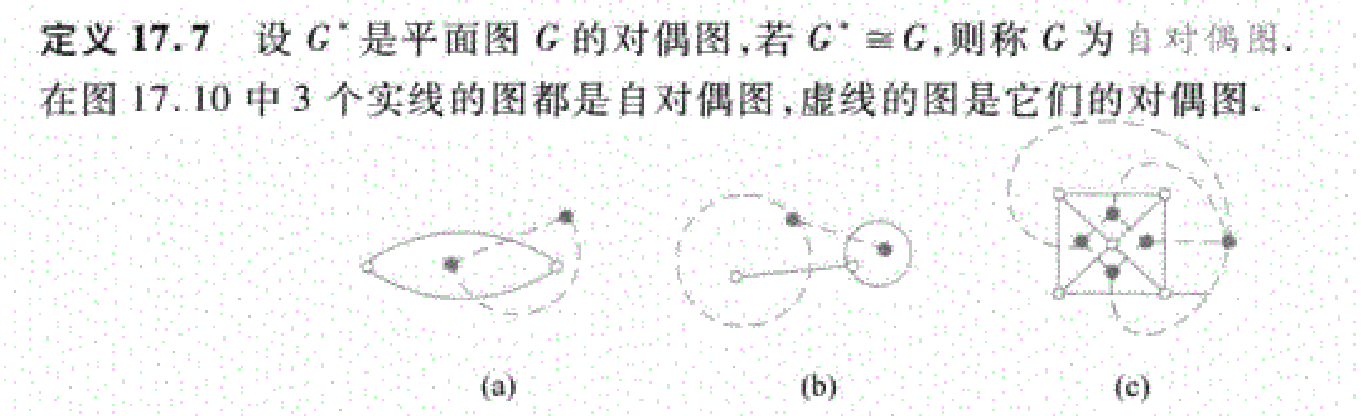 定义 17.7 设 G* 是平面图 G 的对偶图,若 G* ≅ G,则称 G 为自对偶图.
在图 17.10 中 3 个实线的图都是自对偶图,虚线的图是它们的对偶图.
(a) (b) (c)